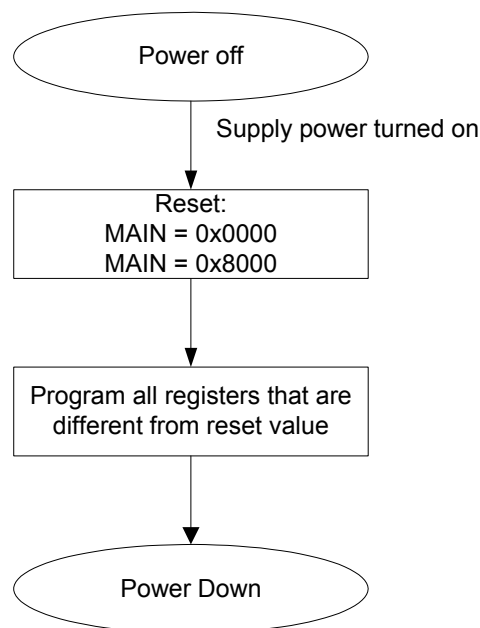 Power off
Supply power turned on
Reset:
MAIN = 0x0000
MAIN = 0x8000
Program all registers that are
different from reset value
Power Down